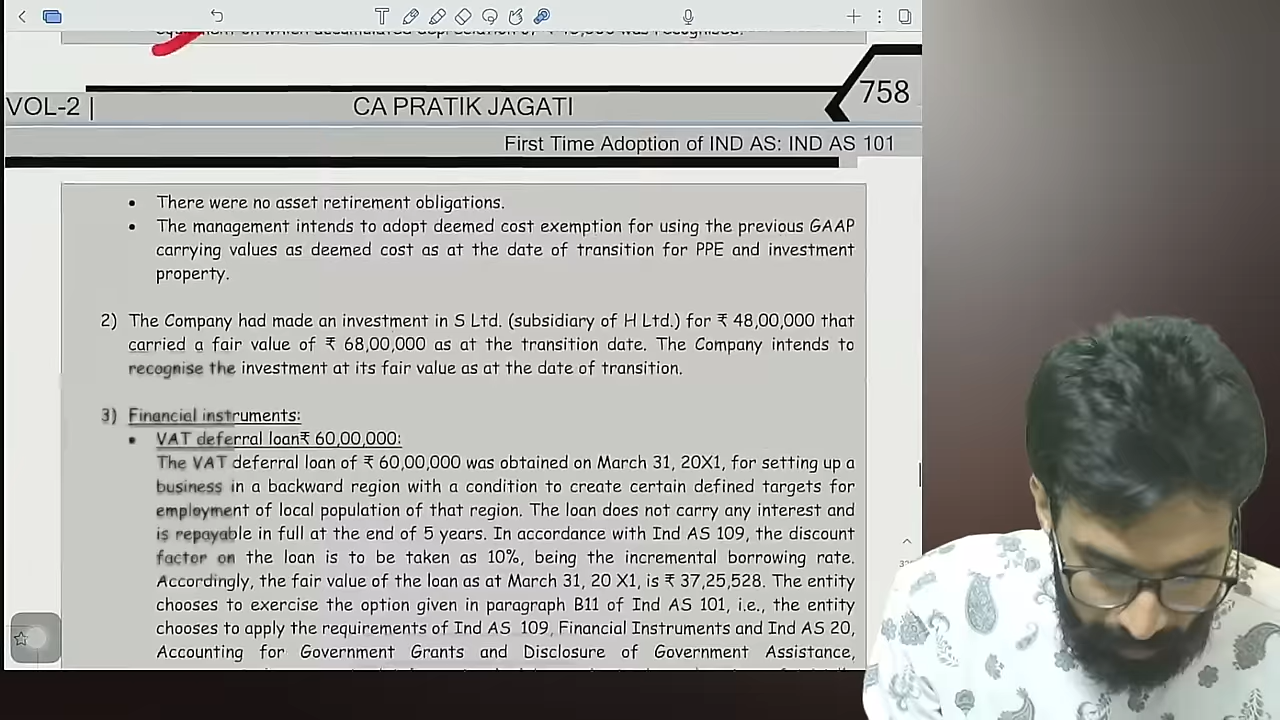 equipment on which accumulated depreciation of ₹
was recognised.
VOL-2 |
CA PRATIK JAGATI
758
First Time Adoption of IND AS: IND AS 101
• There were no asset retirement obligations.
• The management intends to adopt deemed cost exemption for using the previous GAAP
carrying values as deemed cost as at the date of transition for PPE and investment
property.
2) The Company had made an investment in S Ltd. (subsidiary of H Ltd.) for ₹ 48,00,000 that
carried a fair value of ₹ 68,00,000 as at the transition date. The Company intends to
recognise the investment at its fair value as at the date of transition.
3) Financial instruments:
• VAT deferral loan₹ 60,00,000:
The VAT deferral loan of ₹ 60,00,000 was obtained on March 31, 20X1, for setting up a
business in a backward region with a condition to create certain defined targets for
employment of local population of that region. The loan does not carry any interest and
is repayable in full at the end of 5 years. In accordance with Ind AS 109, the discount
factor on the loan is to be taken as 10%, being the incremental borrowing rate.
Accordingly, the fair value of the loan as at March 31, 20 X1, is ₹ 37,25,528. The entity
chooses to exercise the option given in paragraph B11 of Ind AS 101, i.e., the entity
chooses to apply the requirements of Ind AS 109, Financial Instruments and Ind AS 20,
Accounting for Government Grants and Disclosure of Government Assistance,